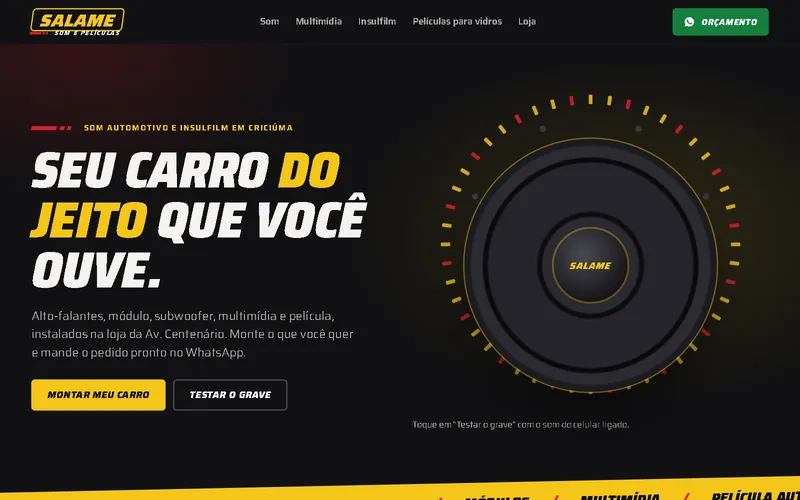 SALAME
SOM E PELÍCULAS
Som
Multimídia
Insulfilm
Películas para vidros
Loja
ORÇAMENTO
SOM AUTOMOTIVO E INSULFILM EM CRICIÚMA
SEU CARRO DO
JEITO QUE VOCÊ
OUVE.
SALAME
Alto-falantes, módulo, subwoofer, multimídia e película,
instalados na loja da Av. Centenário. Monte o que você quer
e mande o pedido pronto no WhatsApp.
MONTAR MEU CARRO
TESTAR O GRAVE
Toque em "Testar o grave" com o som do celular ligado.
/ MÓDULOS / MULTIMÍDIA / PELÍCULA AUT